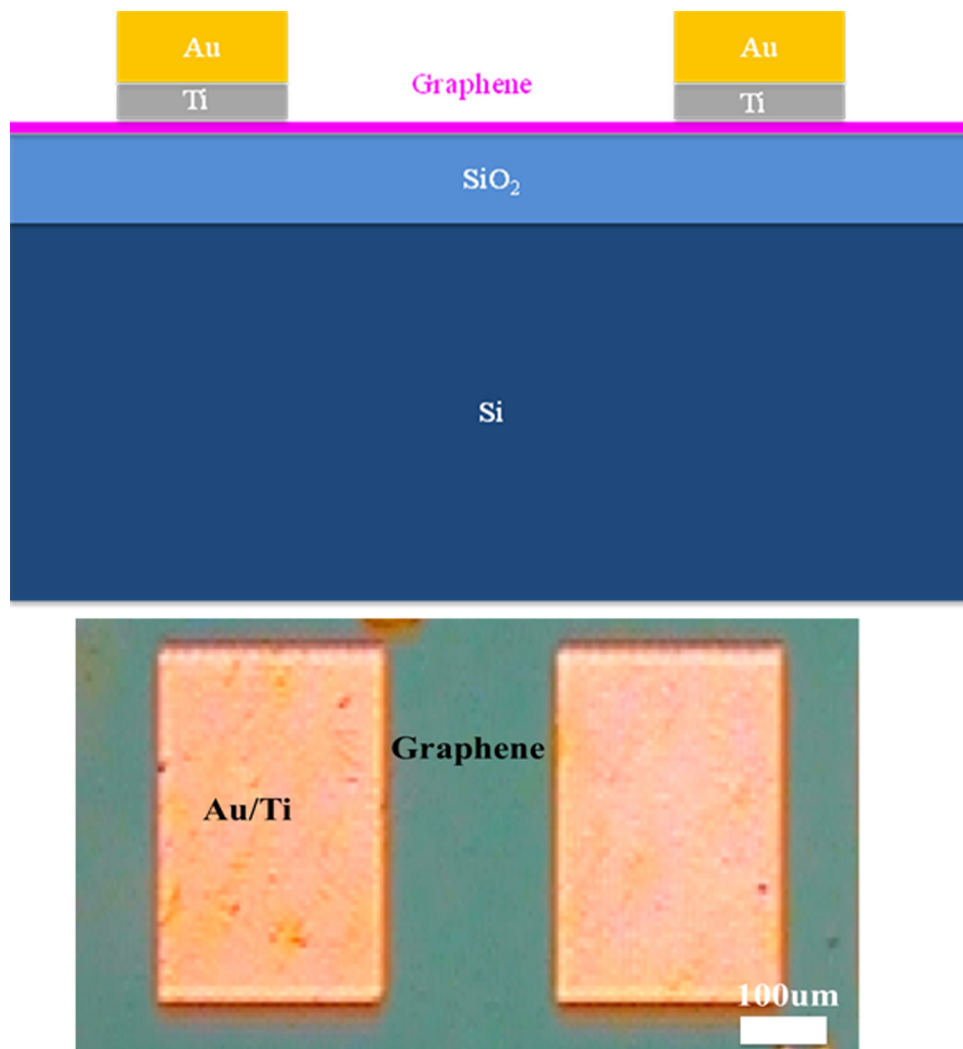 Au
Au
Ti
Graphene
Ti
SiO₂
Si
Graphene
Au/Ti
100um